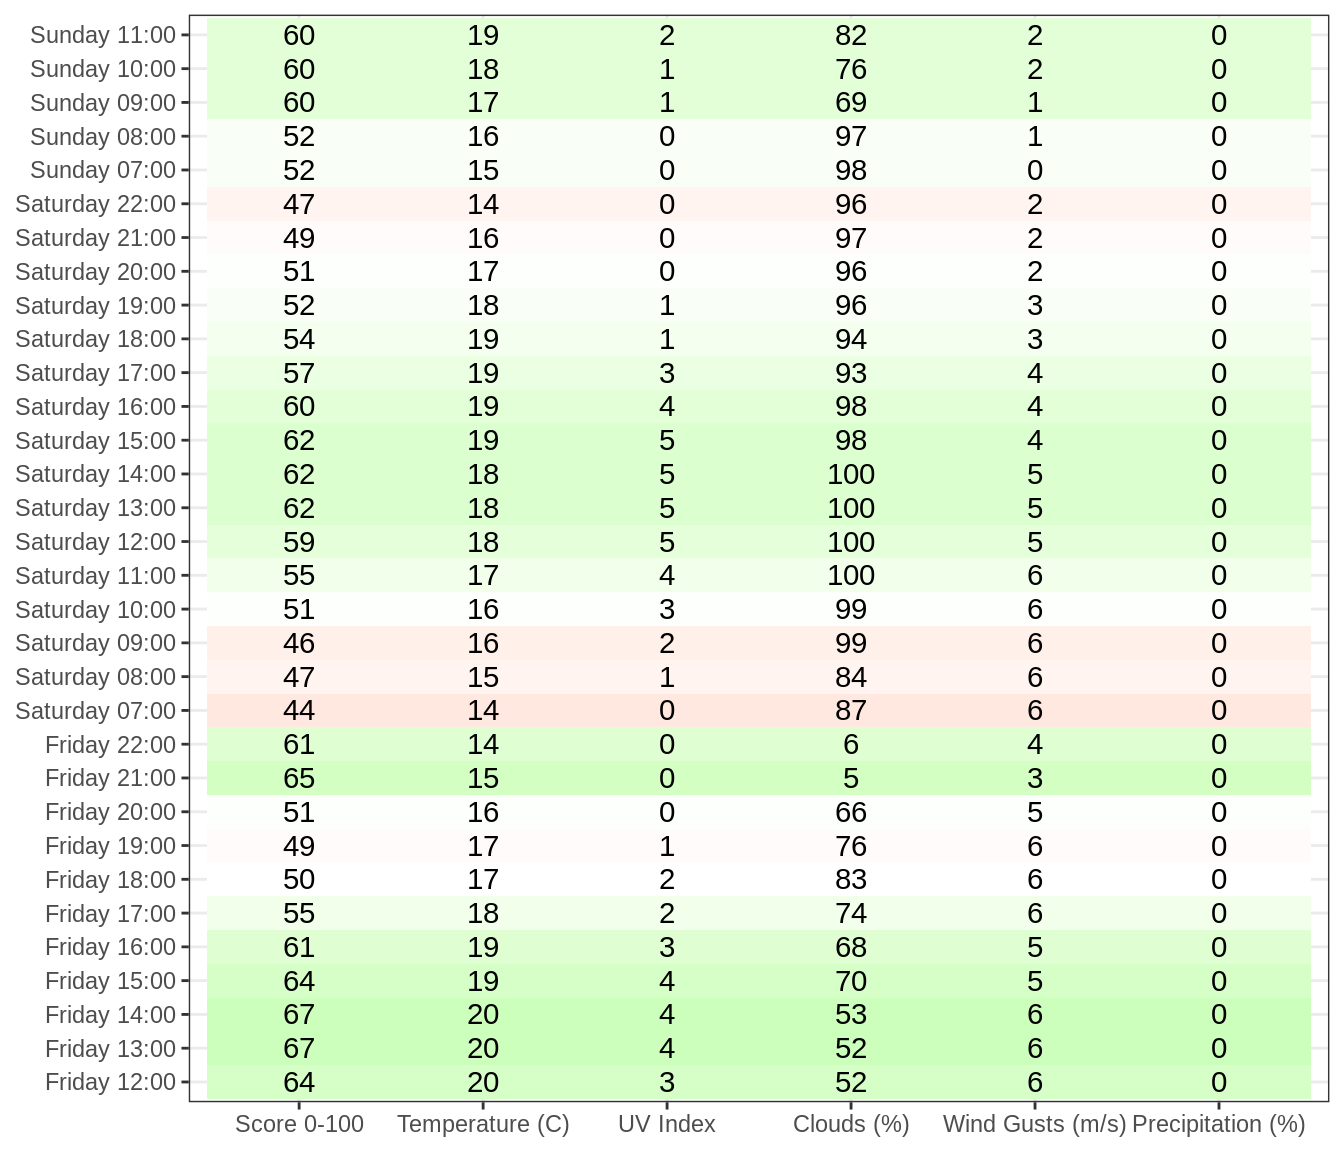 Sunday 11:00 60 19 2 82 2 0
Sunday 10:00 60 18 1 76 2 0
Sunday 09:00 60 17 1 69 1 0
Sunday 08:00 52 16 0 97 1 0
Sunday 07:00 52 15 0 98 0 0
Saturday 22:00 47 14 0 96 2 0
Saturday 21:00 49 16 0 97 2 0
Saturday 20:00 51 17 0 96 2 0
Saturday 19:00 52 18 1 96 3 0
Saturday 18:00 54 19 1 94 3 0
Saturday 17:00 57 19 3 93 4 0
Saturday 16:00 60 19 4 98 4 0
Saturday 15:00 62 19 5 98 4 0
Saturday 14:00 62 18 5 100 5 0
Saturday 13:00 62 18 5 100 5 0
Saturday 12:00 59 18 5 100 5 0
Saturday 11:00 55 17 4 100 6 0
Saturday 10:00 51 16 3 99 6 0
Saturday 09:00 46 16 2 99 6 0
Saturday 08:00 47 15 1 84 6 0
Saturday 07:00 44 14 0 87 6 0
Friday 22:00 61 14 0 6 4 0
Friday 21:00 65 15 0 5 3 0
Friday 20:00 51 16 0 66 5 0
Friday 19:00 49 17 1 76 6 0
Friday 18:00 50 17 2 83 6 0
Friday 17:00 55 18 2 74 6 0
Friday 16:00 61 19 3 68 5 0
Friday 15:00 64 19 4 70 5 0
Friday 14:00 67 20 4 53 6 0
Friday 13:00 67 20 4 52 6 0
Friday 12:00 64 20 3 52 6 0
Score 0-100 Temperature (C) UV Index Clouds (%) Wind Gusts (m/s) Precipitation (%)